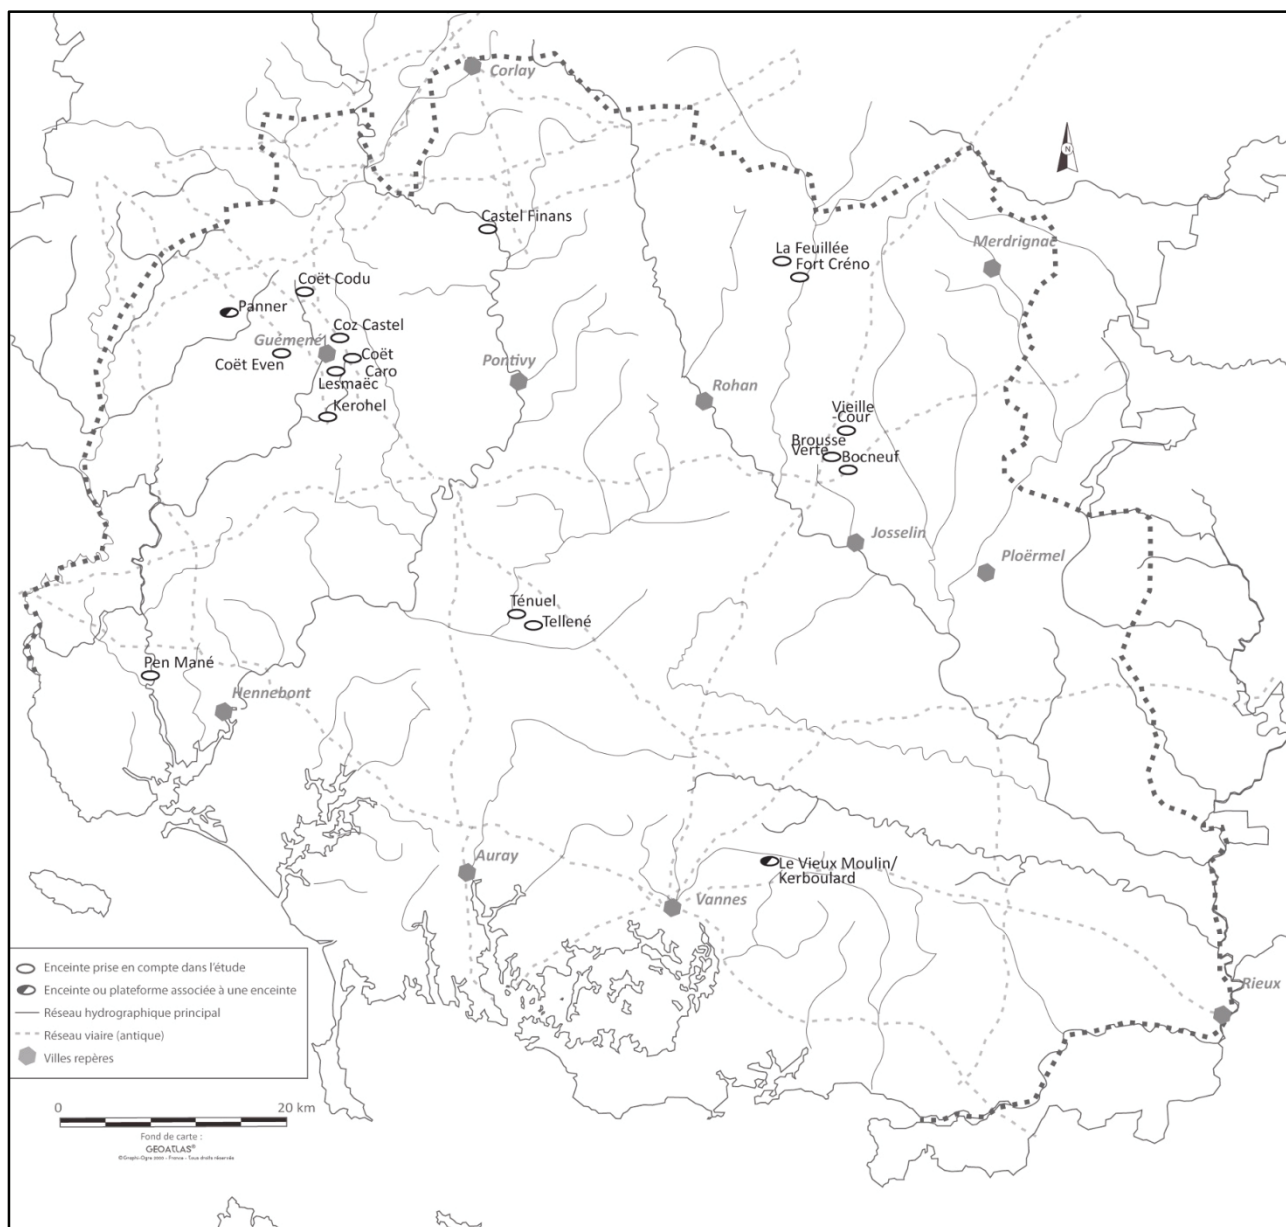 Corlay
N
Castel Finans
Merdrignac
La Feuillée
Fort Créno
Coët Codu
Panner
Coz Castel
Guémené
Coët
Caro
Coët Even
Lesmaëc
Pontivy
Rohan
Kerohel
Vieille
-Cour
Brousse
Verte
Bocneuf
Josselin
Ploërmel
Ténuel
Tellené
Pen Mané
Hennebont
Auray
Le Vieux Moulin/
Kerboulard
Vannes
Rieux
Enceinte prise en compte dans l'étude
Enceinte ou plateforme associée à une enceinte
Réseau hydrographique principal
Réseau viaire (antique)
Villes repères
0 20 km
Fond de carte :
GEOATLAS®